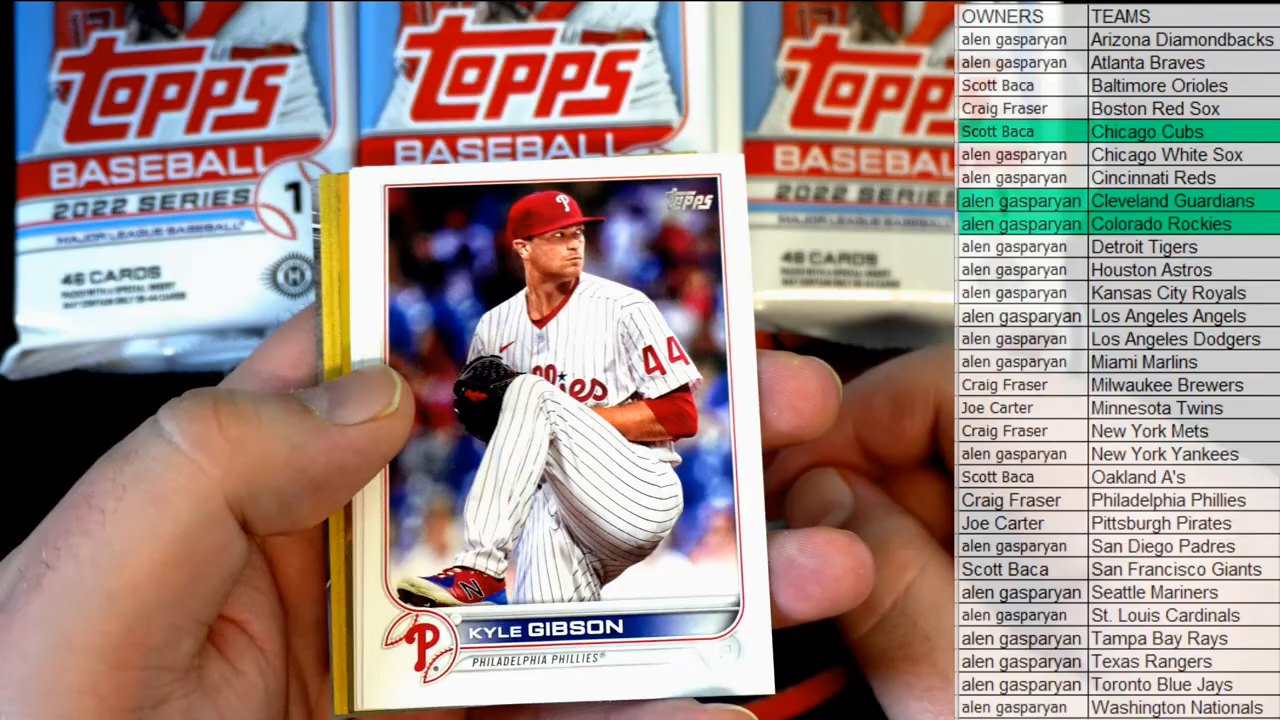 TOPPS
BASEBALL
2022 SERIES 1
MAJOR LEAGUE BASEBALL
46 CARDS
TOPPS
BASEBALL
TOPPS
BASEBALL
2022 SERIES
MAJOR LEAGUE BASEBALL
46 CARDS
TOPPS
P
44
KYLE GIBSON
P
PHILADELPHIA PHILLIES®
OWNERS TEAMS
alen gasparyan Arizona Diamondbacks
alen gasparyan Atlanta Braves
Scott Baca Baltimore Orioles
Craig Fraser Boston Red Sox
Scott Baca Chicago Cubs
alen gasparyan Chicago White Sox
alen gasparyan Cincinnati Reds
alen gasparyan Cleveland Guardians
alen gasparyan Colorado Rockies
alen gasparyan Detroit Tigers
alen gasparyan Houston Astros
alen gasparyan Kansas City Royals
alen gasparyan Los Angeles Angels
alen gasparyan Los Angeles Dodgers
alen gasparyan Miami Marlins
Craig Fraser Milwaukee Brewers
Joe Carter Minnesota Twins
Craig Fraser New York Mets
alen gasparyan New York Yankees
Scott Baca Oakland A's
Craig Fraser Philadelphia Phillies
Joe Carter Pittsburgh Pirates
alen gasparyan San Diego Padres
Scott Baca San Francisco Giants
alen gasparyan Seattle Mariners
alen gasparyan St. Louis Cardinals
alen gasparyan Tampa Bay Rays
alen gasparyan Texas Rangers
alen gasparyan Toronto Blue Jays
alen gasparyan Washington Nationals